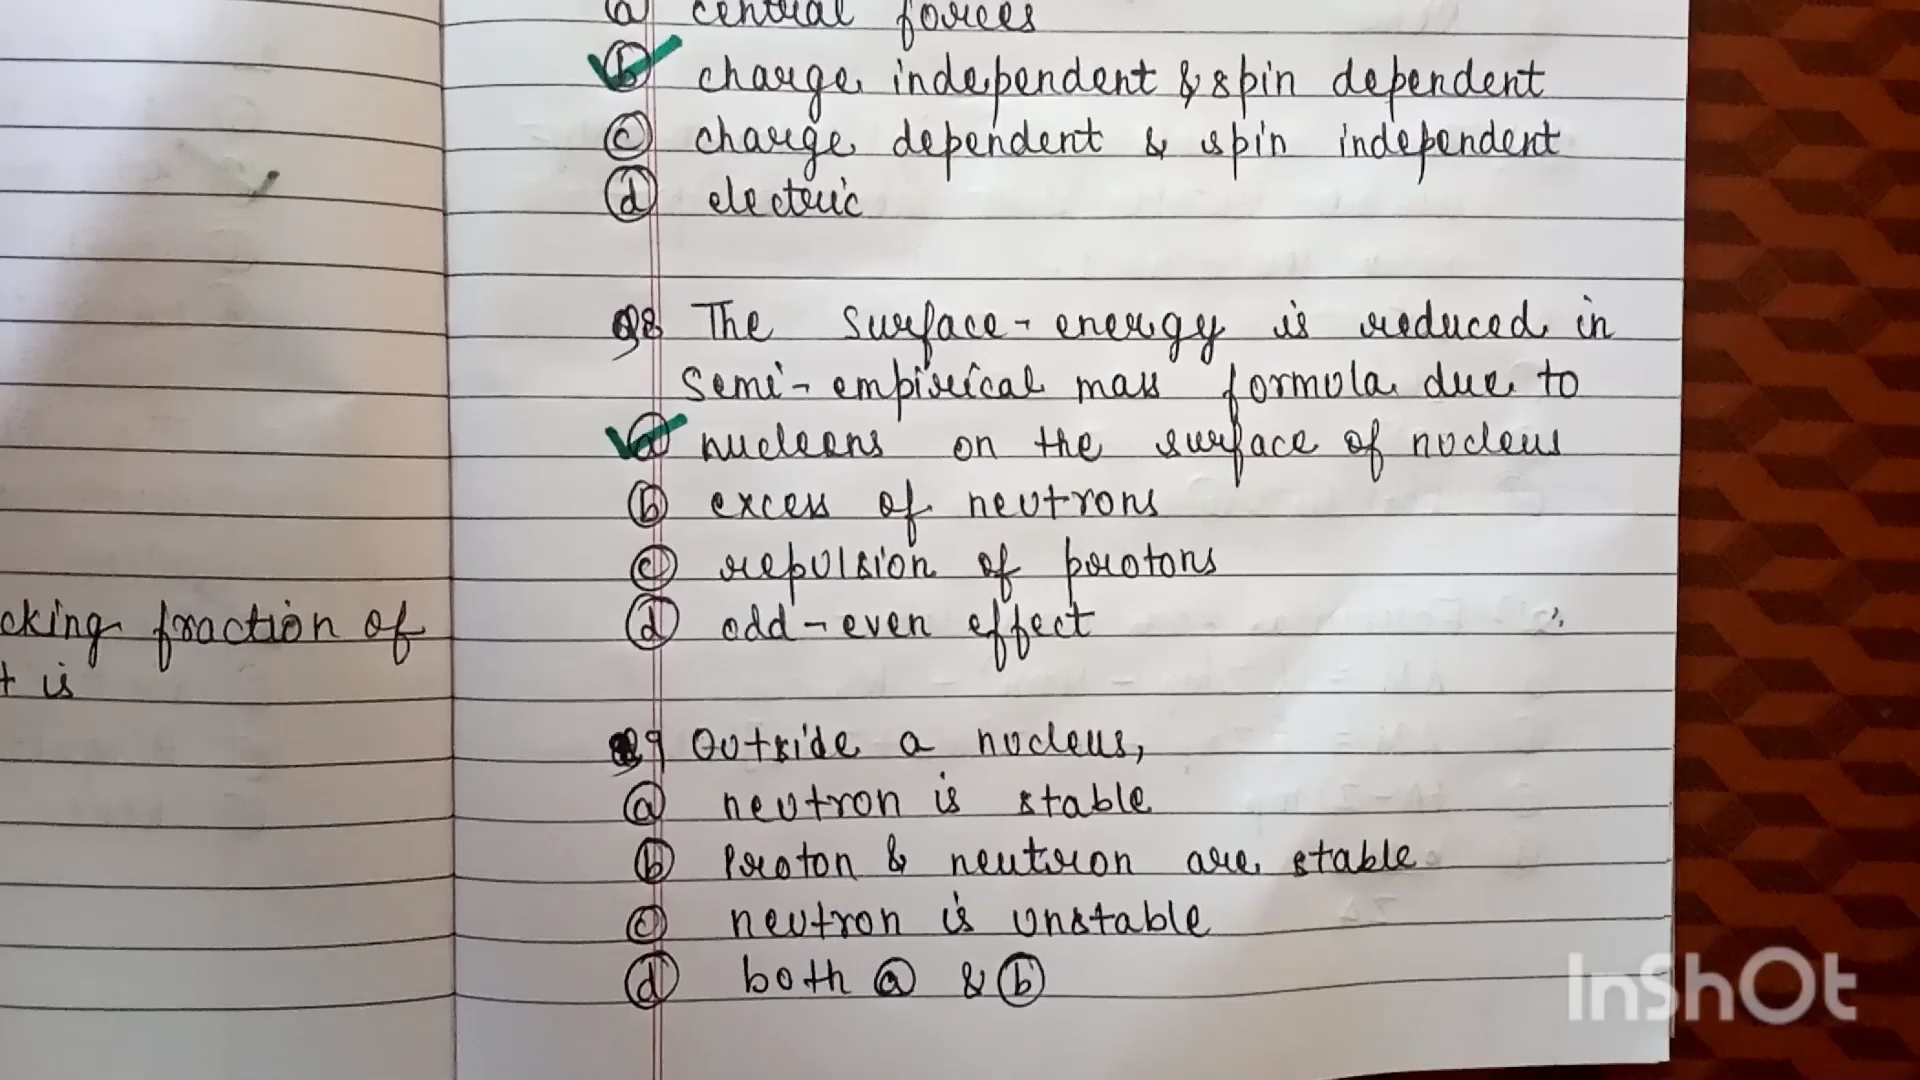 cking fraction of
t is
(a) central forces
(b) charge independent & spin dependent
(c) charge dependent & spin independent
(d) electric
Q8 The surface-energy is reduced in
semi-empirical mass formula due to
(a) nucleons on the surface of nucleus
(b) excess of neutrons
(c) repulsion of protons
(d) odd-even effect
Q9 Outside a nucleus,
(a) neutron is stable
(b) Proton & neutron are stable
(c) neutron is unstable
(d) both (a) & (b)
InShOt